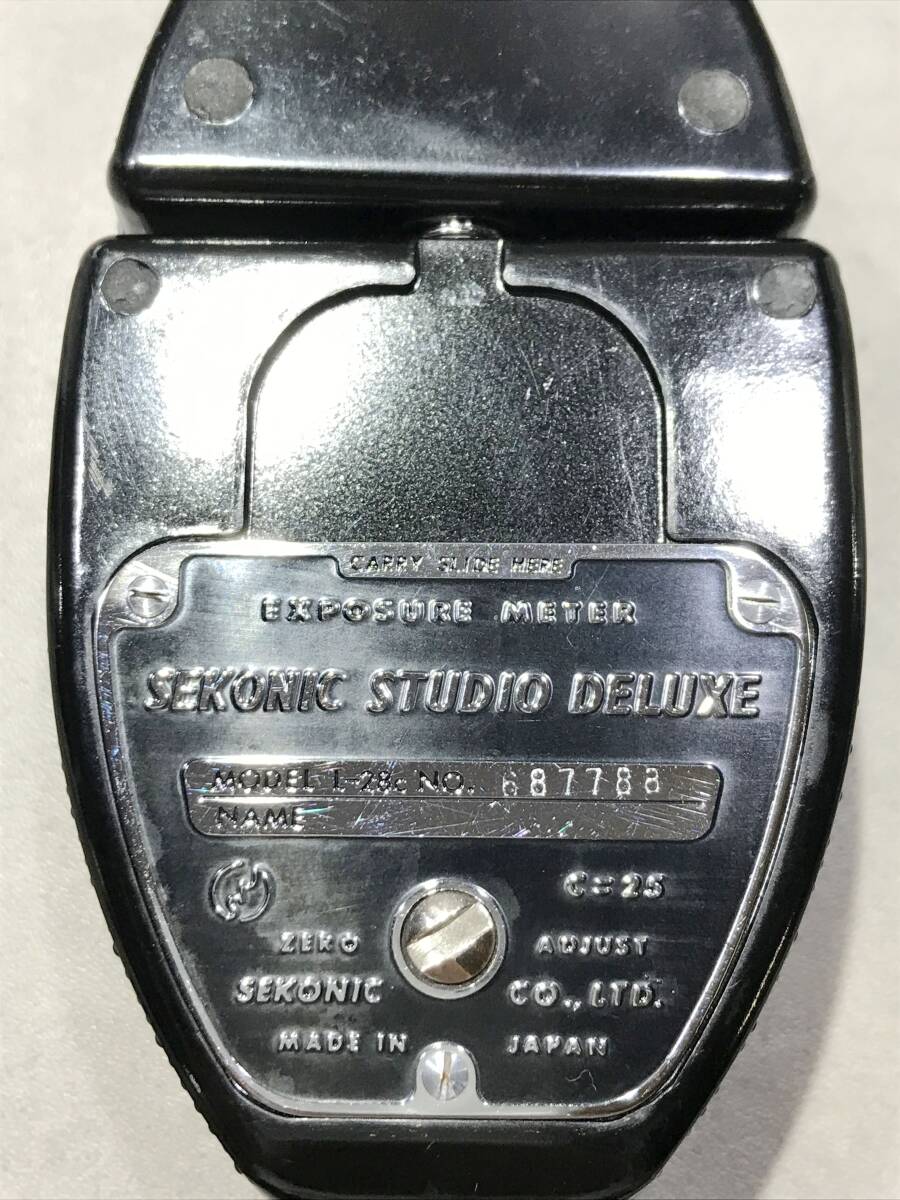 CARRY SLIDE HERE
EXPOSURE METER
SEKONIC STUDIO DELUXE
MODEL L-28c NO. 687788
NAME
C=25
ZERO ADJUST
SEKONIC CO., LTD.
MADE IN JAPAN